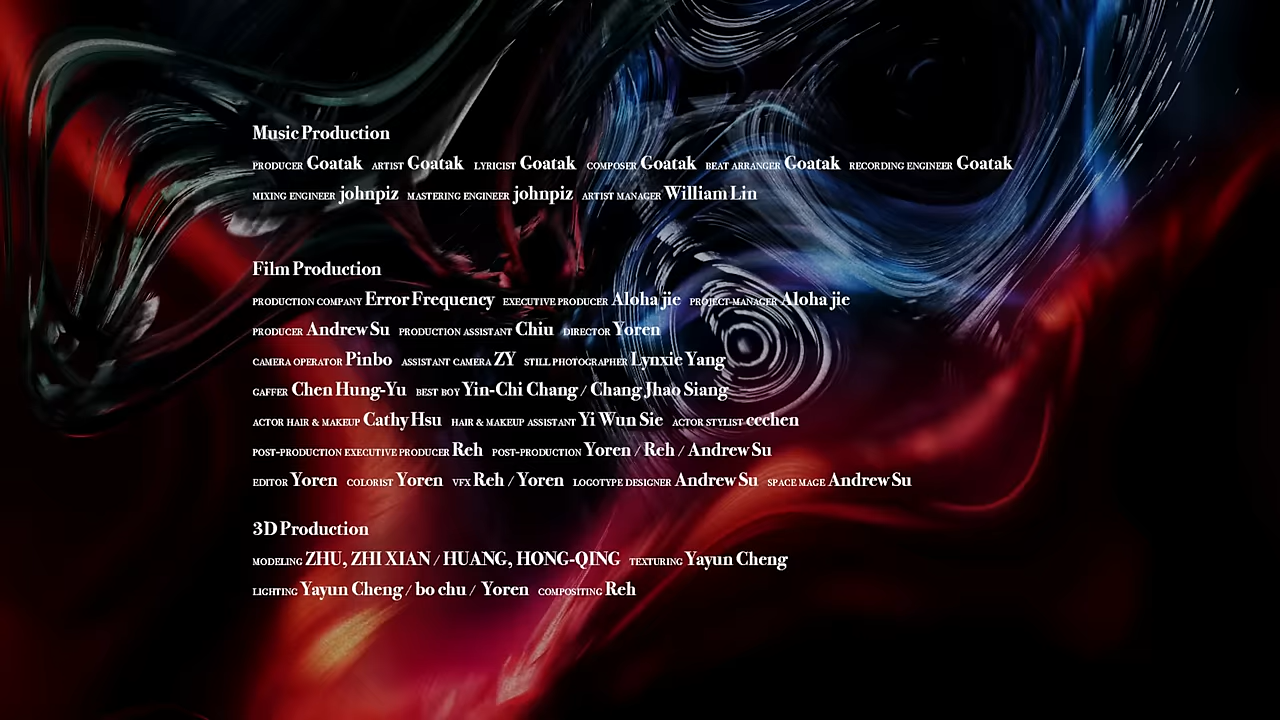 Music Production
PRODUCER Goatak ARTIST Goatak LYRICIST Goatak COMPOSER Goatak BEAT ARRANGER Goatak RECORDING ENGINEER Goatak
MIXING ENGINEER johnpiz MASTERING ENGINEER johnpiz ARTIST MANAGER William Lin
Film Production
PRODUCTION COMPANY Error Frequency EXECUTIVE PRODUCER Aloha jie PROJECT MANAGER Aloha jie
PRODUCER Andrew Su PRODUCTION ASSISTANT Chiu DIRECTOR Yoren
CAMERA OPERATOR Pinbo ASSISTANT CAMERA ZY STILL PHOTOGRAPHER Lynxie Yang
GAFFER Chen Hung-Yu BEST BOY Yin-Chi Chang / Chang Jhao Siang
ACTOR HAIR & MAKEUP Cathy Hsu HAIR & MAKEUP ASSISTANT Yi Wun Sie ACTOR STYLIST ccchen
POST-PRODUCTION EXECUTIVE PRODUCER Reh POST-PRODUCTION Yoren / Reh / Andrew Su
EDITOR Yoren COLORIST Yoren VFX Reh / Yoren LOGOTYPE DESIGNER Andrew Su SPACE MAGE Andrew Su
3D Production
MODELING ZHU, ZHI XIAN / HUANG, HONG-QING TEXTURING Yayun Cheng
LIGHTING Yayun Cheng / bo chu / Yoren COMPOSITING Reh